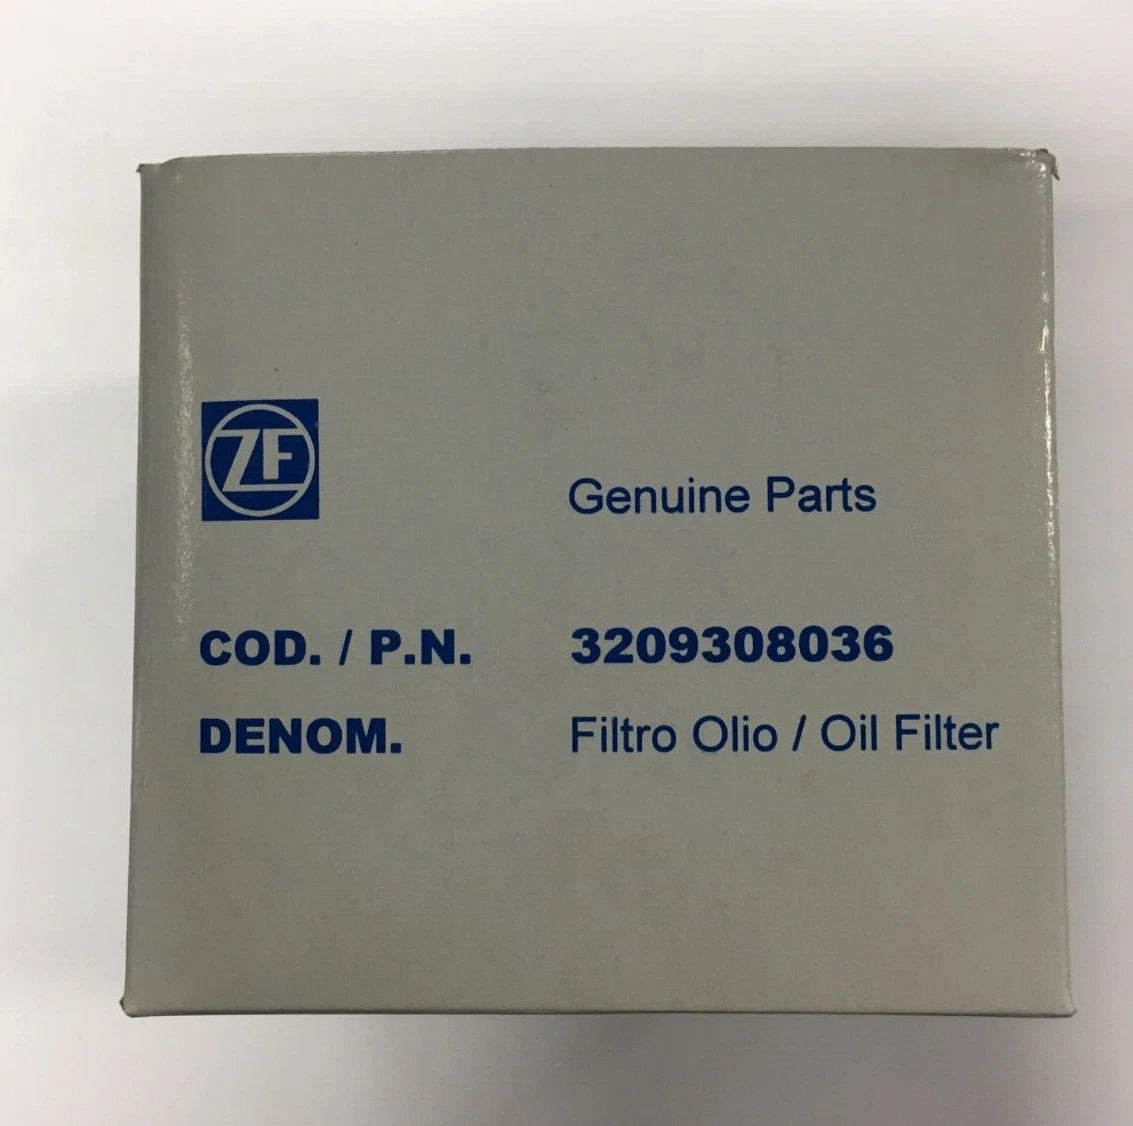 ZF
Genuine Parts
COD. / P.N. 3209308036
DENOM. Filtro Olio / Oil Filter